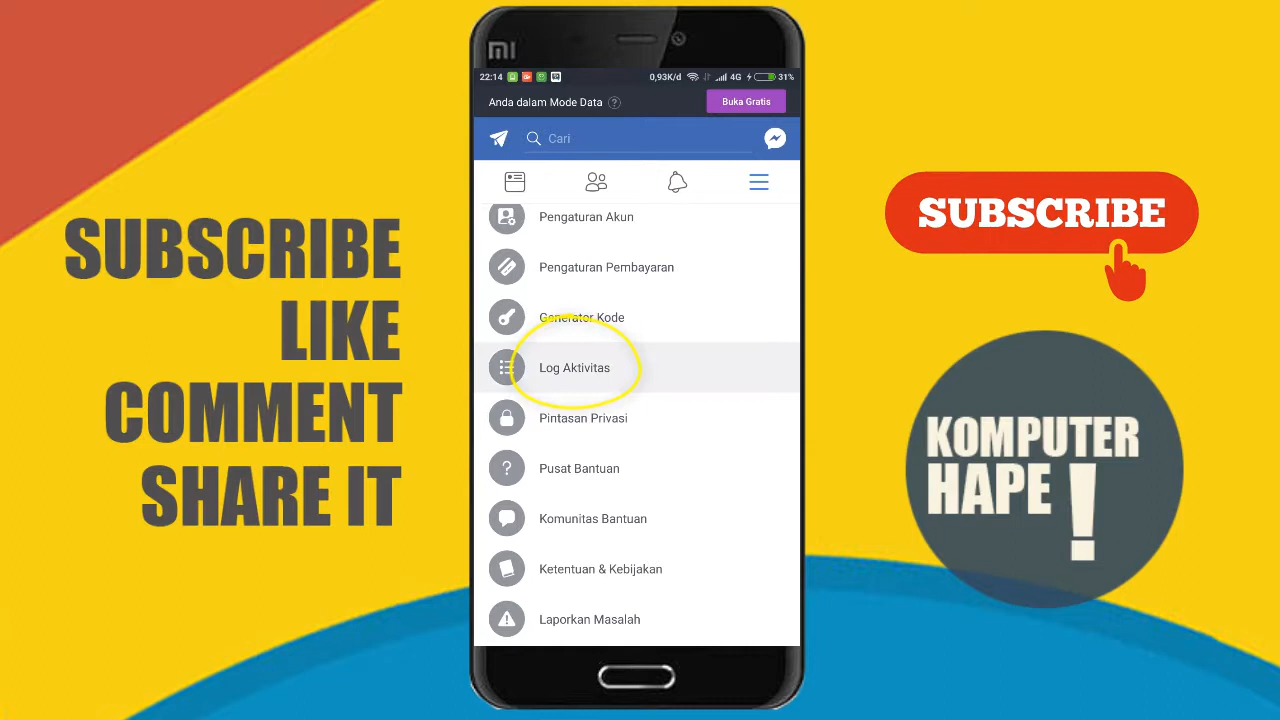 SUBSCRIBE
LIKE
COMMENT
SHARE IT
MI
22:14
0,93K/d
4G
31%
Anda dalam Mode Data
?
Buka Gratis
Cari
Pengaturan Akun
Pengaturan Pembayaran
Generator Kode
Log Aktivitas
Pintasan Privasi
? Pusat Bantuan
Komunitas Bantuan
Ketentuan & Kebijakan
Laporkan Masalah
SUBSCRIBE
KOMPUTER
HAPE !